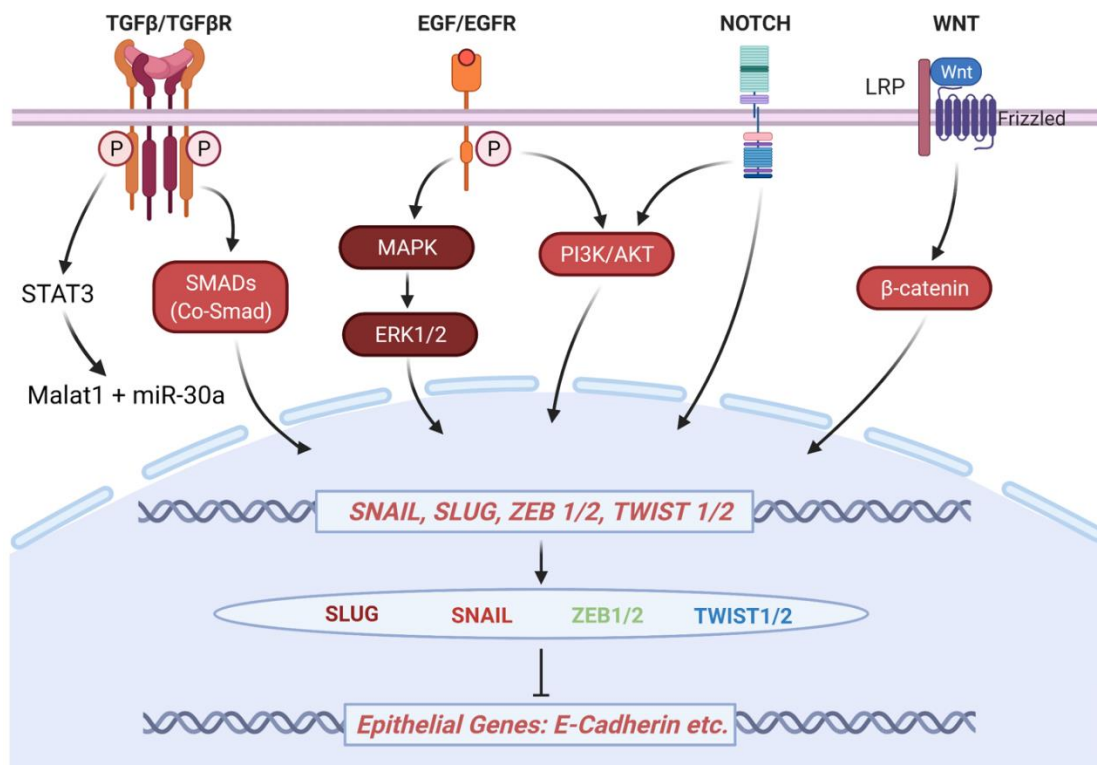 TGFβ/TGFβR
EGF/EGFR
NOTCH
WNT
LRP
Wnt
Frizzled
P
P
P
MAPK
PI3K/AKT
STAT3
SMADs
(Co-Smad)
β-catenin
ERK1/2
Malat1 + miR-30a
SNAIL, SLUG, ZEB 1/2, TWIST 1/2
SLUG
SNAIL
ZEB1/2
TWIST1/2
Epithelial Genes: E-Cadherin etc.